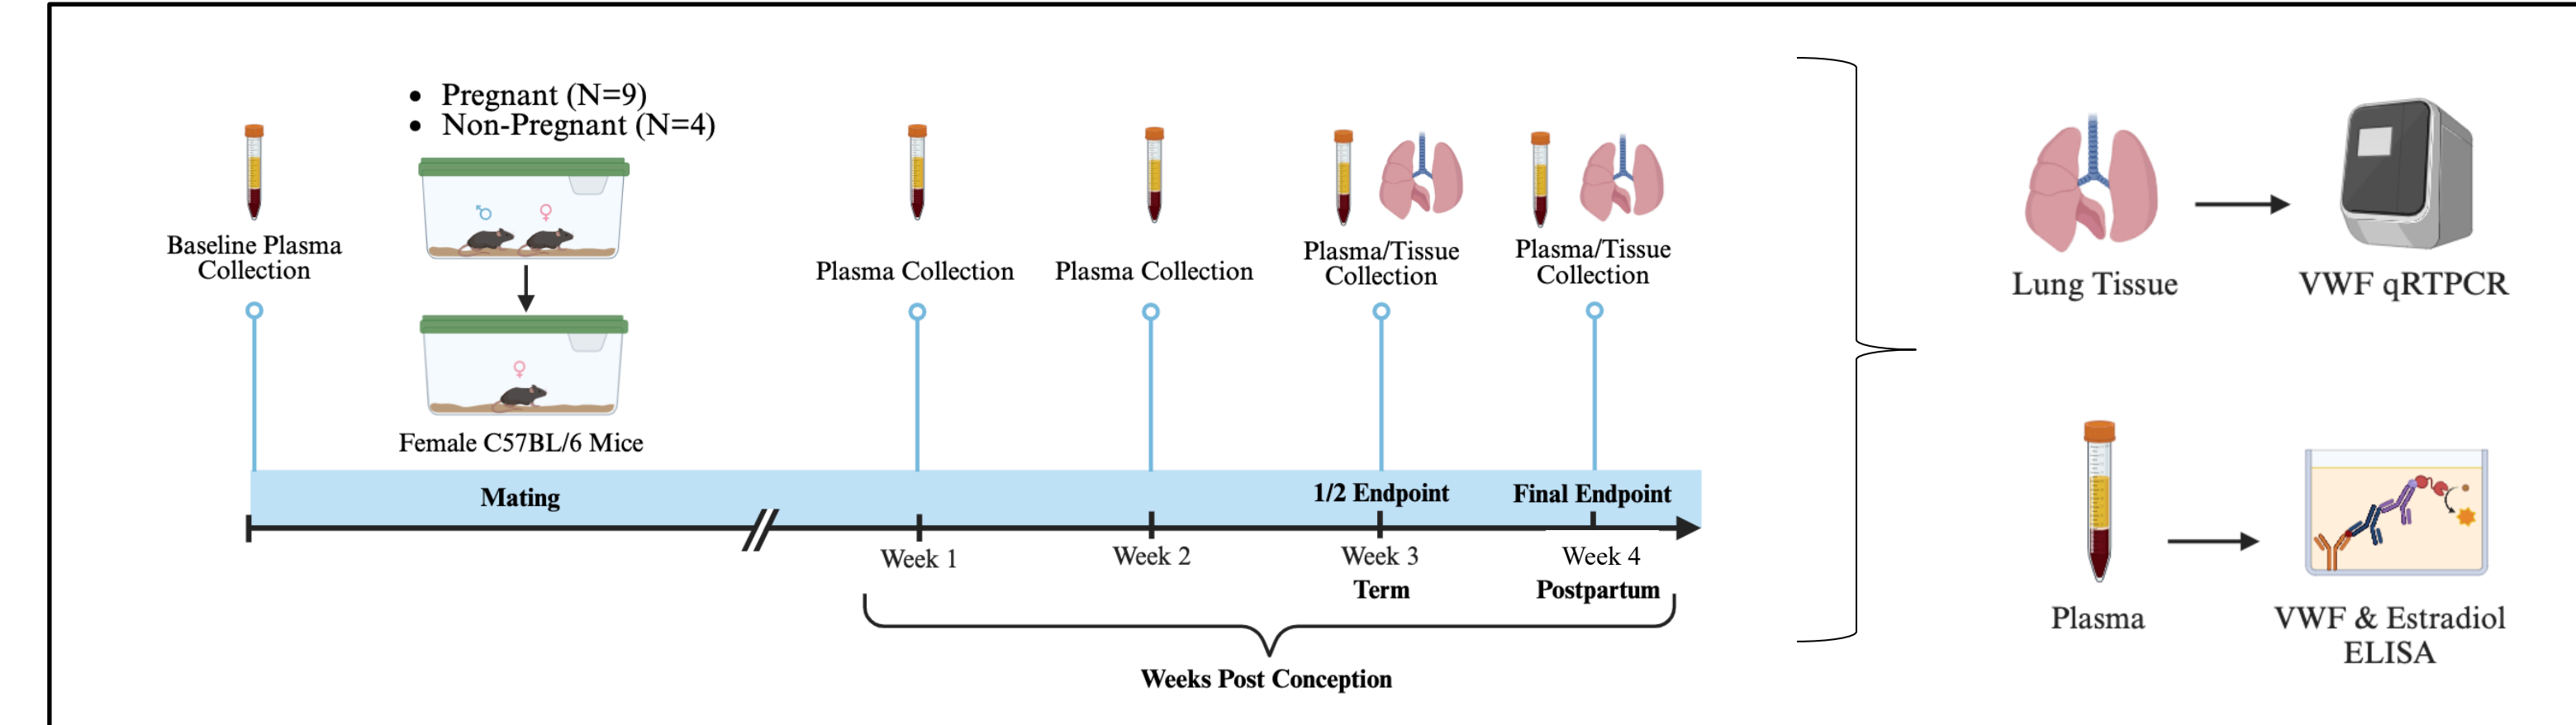 • Pregnant (N=9)
• Non-Pregnant (N=4)
Baseline Plasma
Collection
Female C57BL/6 Mice
Plasma Collection
Plasma Collection
Plasma/Tissue
Collection
Plasma/Tissue
Collection
Mating
1/2 Endpoint
Final Endpoint
Week 1
Week 2
Week 3
Term
Week 4
Postpartum
Weeks Post Conception
Lung Tissue
VWF qRTPCR
Plasma
VWF & Estradiol
ELISA